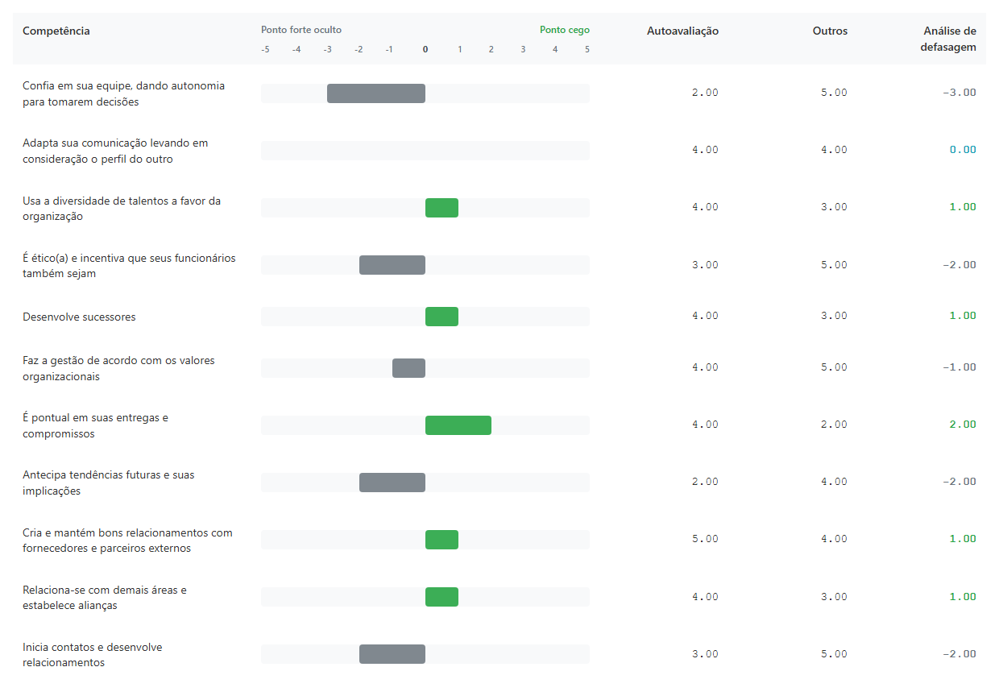 Competência
Ponto forte oculto Ponto cego
-5 -4 -3 -2 -1 0 1 2 3 4 5
Autoavaliação
Outros
Análise de
defasagem
Confia em sua equipe, dando autonomia
para tomarem decisões
2.00 5.00 -3.00
Adapta sua comunicação levando em
consideração o perfil do outro
4.00 4.00 0.00
Usa a diversidade de talentos a favor da
organização
4.00 3.00 1.00
É ético(a) e incentiva que seus funcionários
também sejam
3.00 5.00 -2.00
Desenvolve sucessores
4.00 3.00 1.00
Faz a gestão de acordo com os valores
organizacionais
4.00 5.00 -1.00
É pontual em suas entregas e
compromissos
4.00 2.00 2.00
Antecipa tendências futuras e suas
implicações
2.00 4.00 -2.00
Cria e mantém bons relacionamentos com
fornecedores e parceiros externos
5.00 4.00 1.00
Relaciona-se com demais áreas e
estabelece alianças
4.00 3.00 1.00
Inicia contatos e desenvolve
relacionamentos
3.00 5.00 -2.00